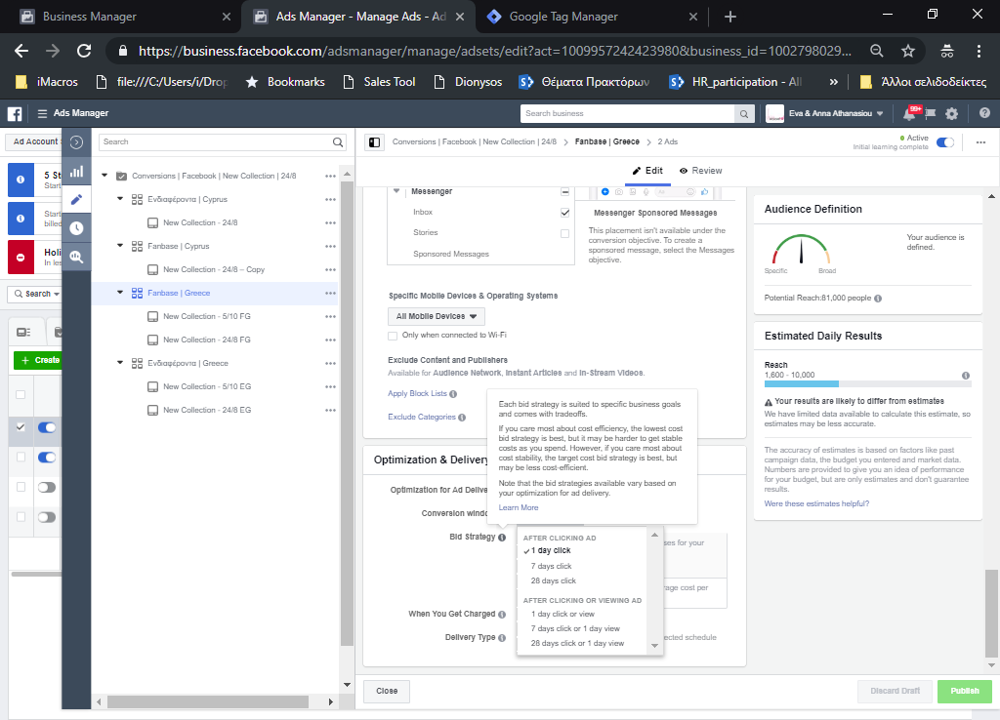 Business Manager
Ads Manager - Manage Ads - Ad
Google Tag Manager
https://business.facebook.com/adsmanager/manage/adsets/edit?act=10099572424239​80&business_id=1002798029...
iMacros
file:///C:/Users/i/Drop
Bookmarks
Sales Tool
Dionysos
Θέματα Πρακτόρων
HR_participation - All
»
Άλλοι σελιδοδείκτες
Ads Manager
Search business
Eva & Anna Athanasiou
99+
Ad Account
5 St
Start
Start
billed
Holi
In les
Search
+ Create
Search
Conversions | Facebook | New Collection | 24/8
Ενδιαφέροντα | Cyprus
New Collection - 24/8
Fanbase | Cyprus
New Collection - 24/8 – Copy
Fanbase | Greece
New Collection - 5/10 FG
New Collection - 24/8 FG
Ενδιαφέροντα | Greece
New Collection - 5/10 EG
New Collection - 24/8 EG
Conversions | Facebook | New Collection | 24/8 > Fanbase | Greece > 2 Ads
Active
Initial learning complete
Edit
Review
Messenger
Inbox
Stories
Sponsored Messages
Messenger Sponsored Messages
This placement isn't available under the
conversion objective. To create a
sponsored message, select the Messages
objective.
Specific Mobile Devices & Operating Systems
All Mobile Devices
Only when connected to Wi-Fi
Exclude Content and Publishers
Available for Audience Network, Instant Articles and In-Stream Videos.
Apply Block Lists
Exclude Categories
Each bid strategy is suited to specific business goals
and comes with tradeoffs.
If you care most about cost efficiency, the lowest cost
bid strategy is best, but it may be harder to get stable
costs as you spend. However, if you care most about
cost stability, the target cost bid strategy is best, but
may be less cost-efficient.
Note that the bid strategies available vary based on
your optimization for ad delivery.
Learn More
Optimization & Delivery
Optimization for Ad Delive
Conversion windo
Bid Strategy
AFTER CLICKING AD
1 day click
7 days click
28 days click
AFTER CLICKING OR VIEWING AD
1 day click or view
7 days click or 1 day view
28 days click or 1 day view
ses for your
rage cost per
When You Get Charged
Delivery Type
ected schedule
Close
Discard Draft
Publish
Audience Definition
Specific
Broad
Your audience is
defined.
Potential Reach:81,000 people
Estimated Daily Results
Reach
1,600 - 10,000
Your results are likely to differ from estimates
We have limited data available to calculate this estimate, so
estimates may be less accurate.
The accuracy of estimates is based on factors like past
campaign data, the budget you entered and market data.
Numbers are provided to give you an idea of performance
for your budget, but are only estimates and don't guarantee
results.
Were these estimates helpful?